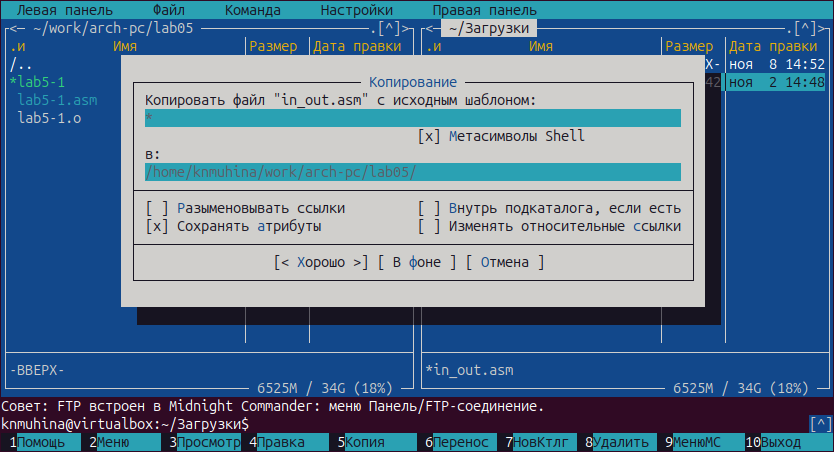 Левая панель Файл Команда Настройки Правая панель
<─ ~/work/arch-pc/lab05 .[^]> <─ ~/Загрузки .[^]>
.и Имя Размер Дата правки .и Имя Размер Дата правки
/.. X- ноя 8 14:52
*lab5-1 42 ноя 2 14:48
lab5-1.asm
lab5-1.o
Копирование
Копировать файл "in_out.asm" с исходным шаблоном:
*
[x] Метасимволы Shell
в:
/home/knmuhina/work/arch-pc/lab05/
[ ] Разыменовывать ссылки [ ] Внутрь подкаталога, если есть
[x] Сохранять атрибуты [ ] Изменять относительные ссылки
[< Хорошо >] [ В фоне ] [ Отмена ]
-ВВЕРХ- *in_out.asm
6525M / 34G (18%) 6525M / 34G (18%)
Совет: FTP встроен в Midnight Commander: меню Панель/FTP-соединение.
knmuhina@virtualbox:~/Загрузки$ [^]
1Помощь 2Меню 3Просмотр 4Правка 5Копия 6Перенос 7НовКтлг 8Удалить 9МенюМС 10Выход